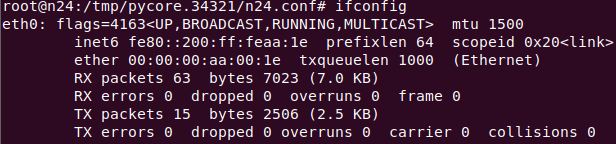 root@n24:/tmp/pycore.34321/n24.conf# ifconfig
eth0: flags=4163<UP,BROADCAST,RUNNING,MULTICAST>  mtu 1500
        inet6 fe80::200:ff:feaa:1e  prefixlen 64  scopeid 0x20<link>
        ether 00:00:00:aa:00:1e  txqueuelen 1000  (Ethernet)
        RX packets 63  bytes 7023 (7.0 KB)
        RX errors 0  dropped 0  overruns 0  frame 0
        TX packets 15  bytes 2506 (2.5 KB)
        TX errors 0  dropped 0 overruns 0  carrier 0  collisions 0